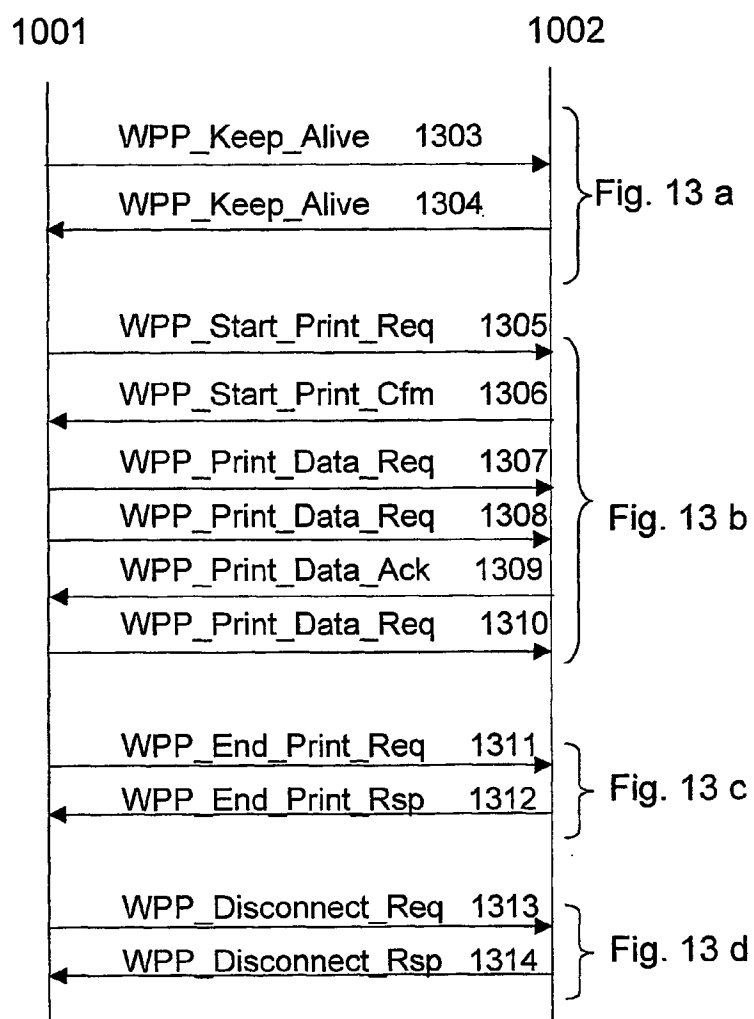 1001 1002
WPP_Keep_Alive 1303
WPP_Keep_Alive 1304
Fig. 13 a
WPP_Start_Print_Req 1305
WPP_Start_Print_Cfm 1306
WPP_Print_Data_Req 1307
WPP_Print_Data_Req 1308
Fig. 13 b
WPP_Print_Data_Ack 1309
WPP_Print_Data_Req 1310
WPP_End_Print_Req 1311
WPP_End_Print_Rsp 1312
Fig. 13 c
WPP_Disconnect_Req 1313
WPP_Disconnect_Rsp 1314
Fig. 13 d